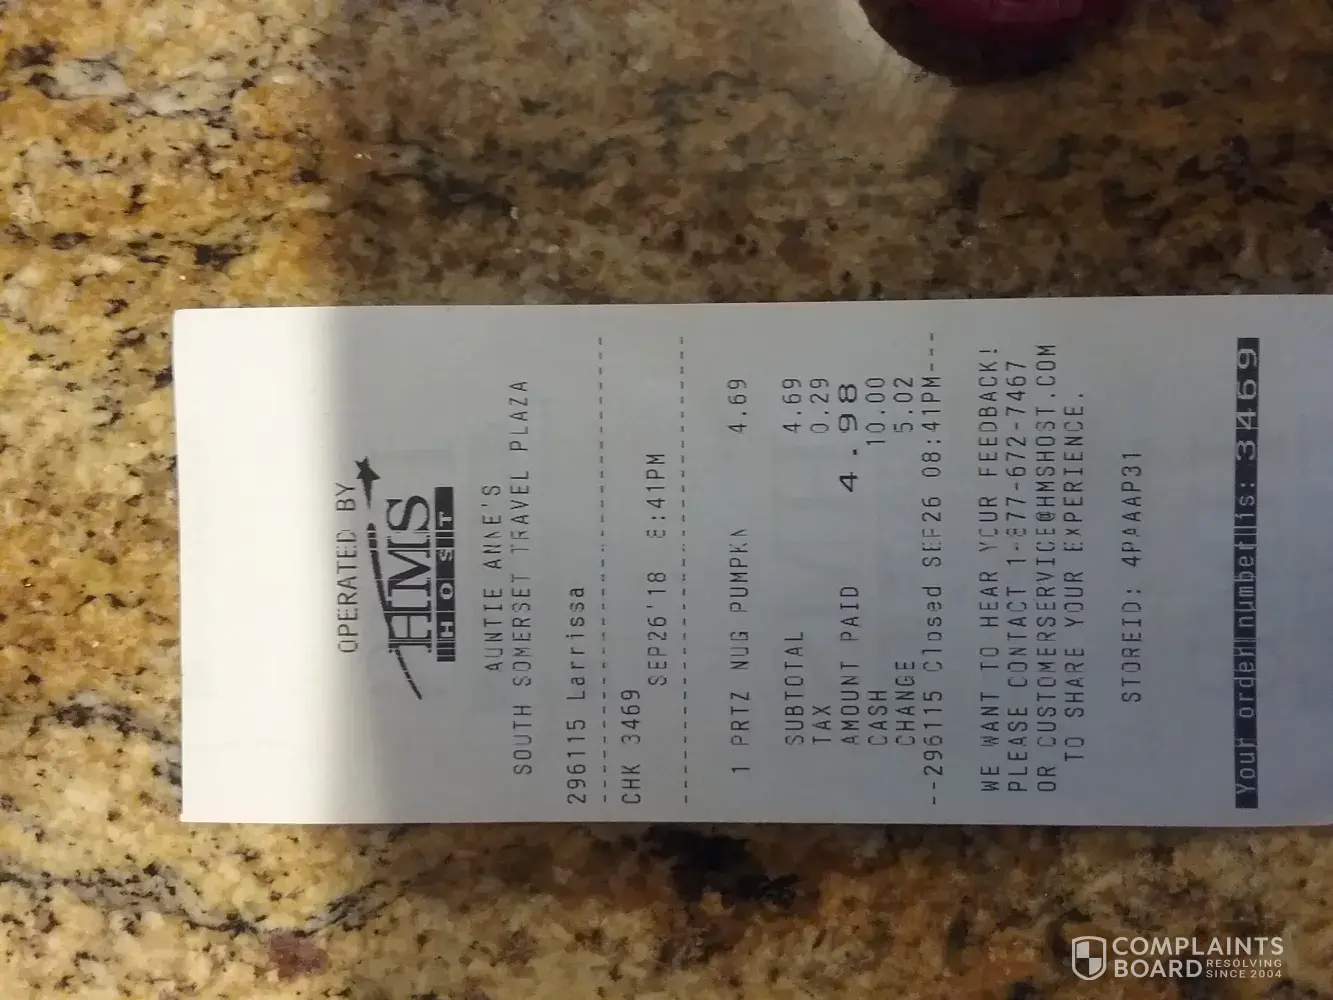 OPERATED BY
HMS
HOST
AUNTIE ANNE'S
SOUTH SOMERSET TRAVEL PLAZA
296115 Larrissa
CHK 3469
SEP26'18 8:41PM
1 PRTZ NUG PUMPKN 4.69
SUBTOTAL 4.69
TAX 0.29
AMOUNT PAID 4.98
CASH 10.00
CHANGE 5.02
--296115 Closed SEP26 08:41PM---
WE WANT TO HEAR YOUR FEEDBACK!
PLEASE CONTACT 1-877-672-7467
OR CUSTOMERSERVICE@HMSHOST.COM
TO SHARE YOUR EXPERIENCE.
STOREID: 4PAAAP31
Your order number is: 3469
COMPLAINTS
BOARD RESOLVING
SINCE 2004